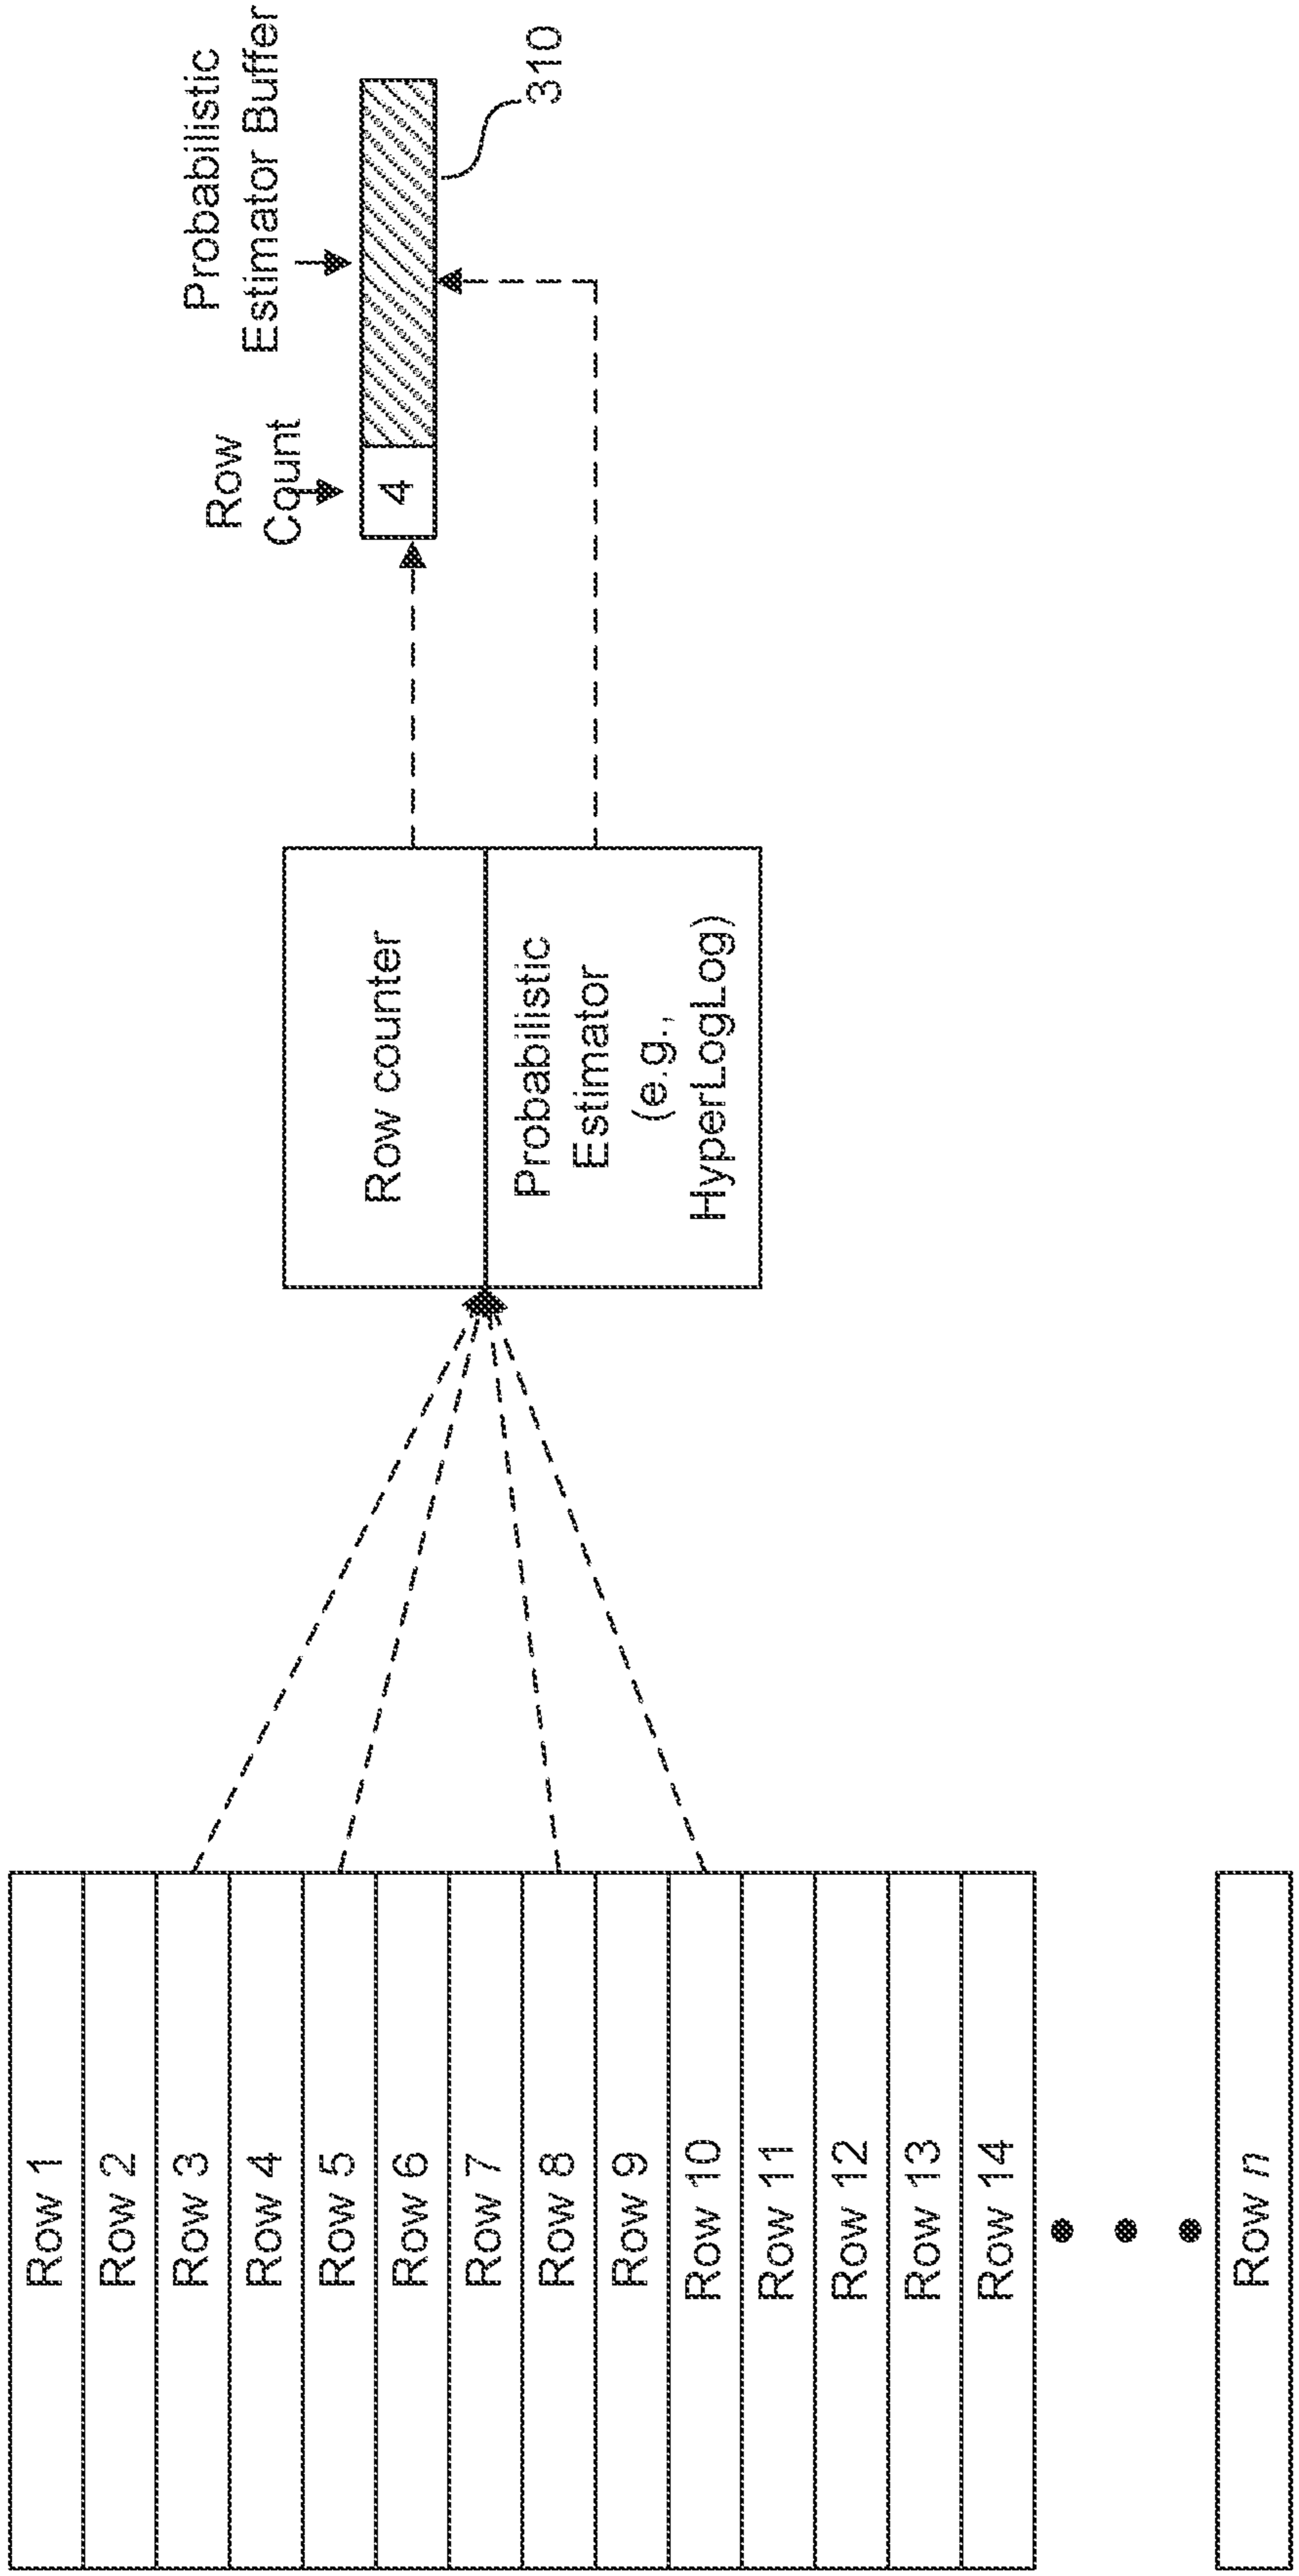 Row 1
Row 2
Row 3
Row 4
Row 5
Row 6
Row 7
Row 8
Row 9
Row 10
Row 11
Row 12
Row 13
Row 14
Row n
Row counter
Probabilistic
Estimator
(e.g.,
HyperLogLog)
Row
Count
4
Probabilistic
Estimator Buffer
310